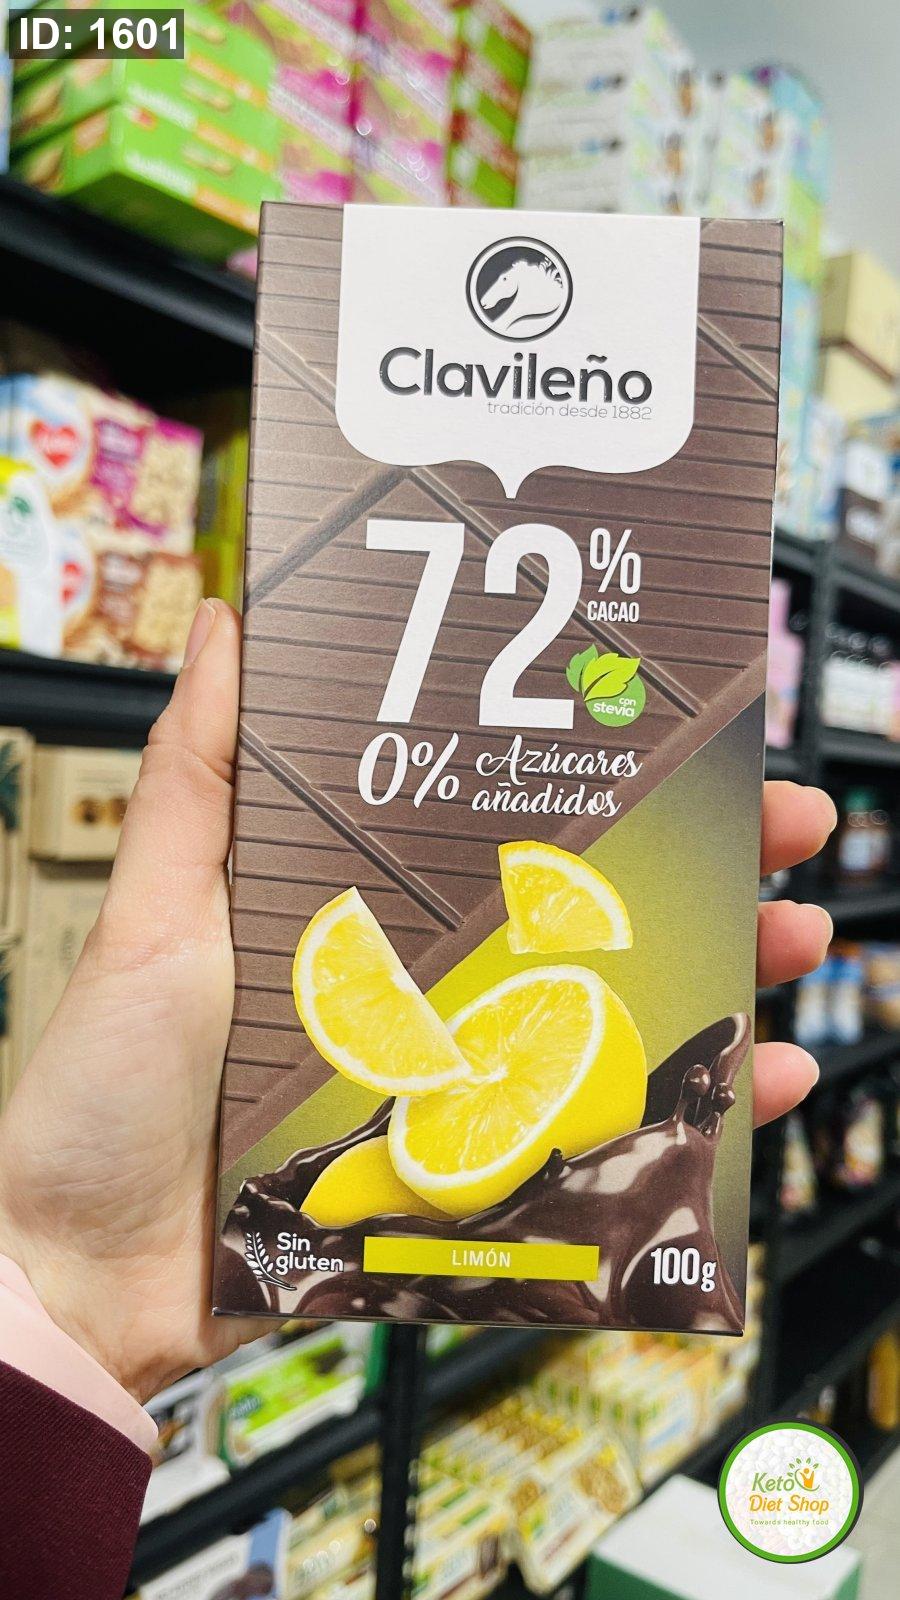 ID: 1601
Clavileño
tradición desde 1882
72%
CACAO
con
stevia
0% Azúcares
añadidos
Sin
gluten
LIMÓN
100g
Keto
Diet Shop
Towards healthy food